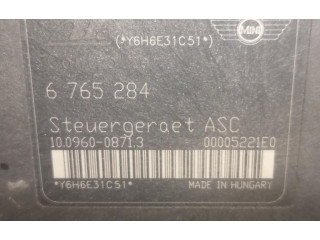 (*Y6H6E31C51*)
MINI
6 765 284
Steuergeraet ASC
10.0960-0871.3 00005221E0
*Y6H6E31C51* MADE IN HUNGARY